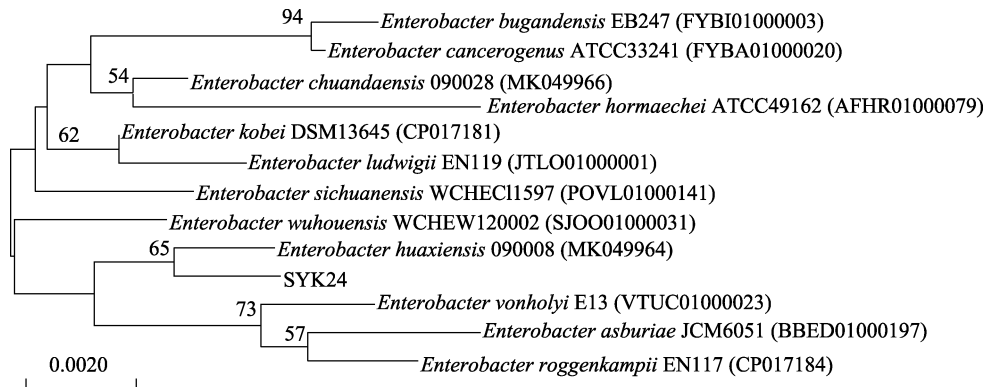 94
Enterobacter bugandensis EB247 (FYBI01000003)
Enterobacter cancerogenus ATCC33241 (FYBA01000020)
54
Enterobacter chuandaensis 090028 (MK049966)
Enterobacter hormaechei ATCC49162 (AFHR01000079)
62
Enterobacter kobei DSM13645 (CP017181)
Enterobacter ludwigii EN119 (JTLO01000001)
Enterobacter sichuanensis WCHECl1597 (POVL01000141)
Enterobacter wuhouensis WCHEW120002 (SJOO01000031)
65
Enterobacter huaxiensis 090008 (MK049964)
SYK24
73
Enterobacter vonholyi E13 (VTUC01000023)
57
Enterobacter asburiae JCM6051 (BBED01000197)
Enterobacter roggenkampii EN117 (CP017184)
0.0020